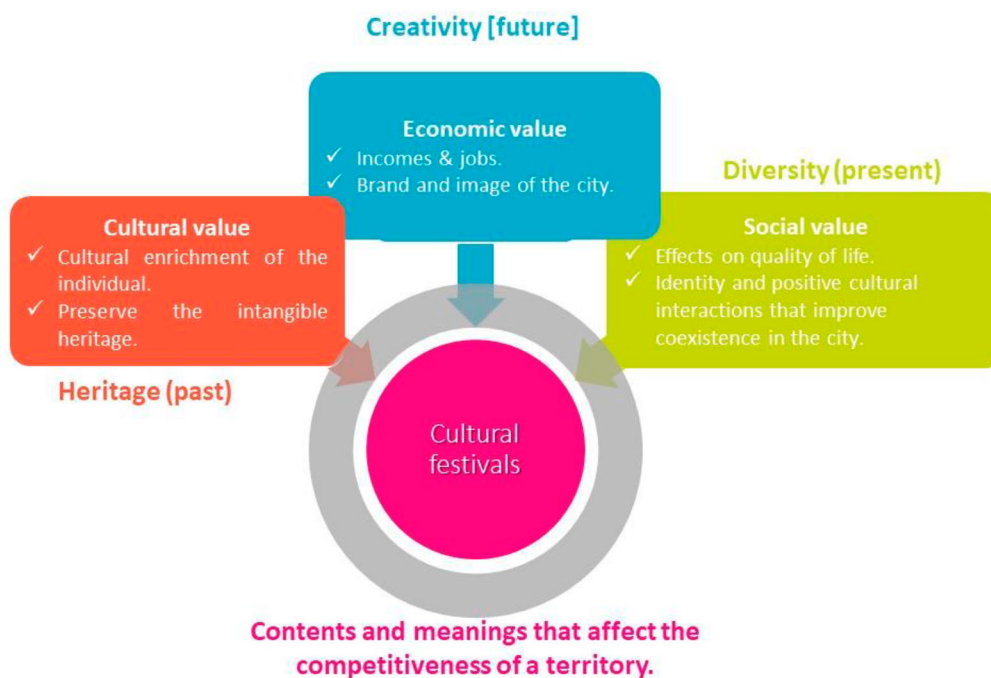 Creativity [future]
Economic value
✓ Incomes & jobs.
✓ Brand and image of the city.
Diversity (present)
Cultural value
✓ Cultural enrichment of the
individual.
✓ Preserve the intangible
heritage.
Social value
✓ Effects on quality of life.
✓ Identity and positive cultural
interactions that improve
coexistence in the city.
Heritage (past)
Cultural
festivals
Contents and meanings that affect the
competitiveness of a territory.